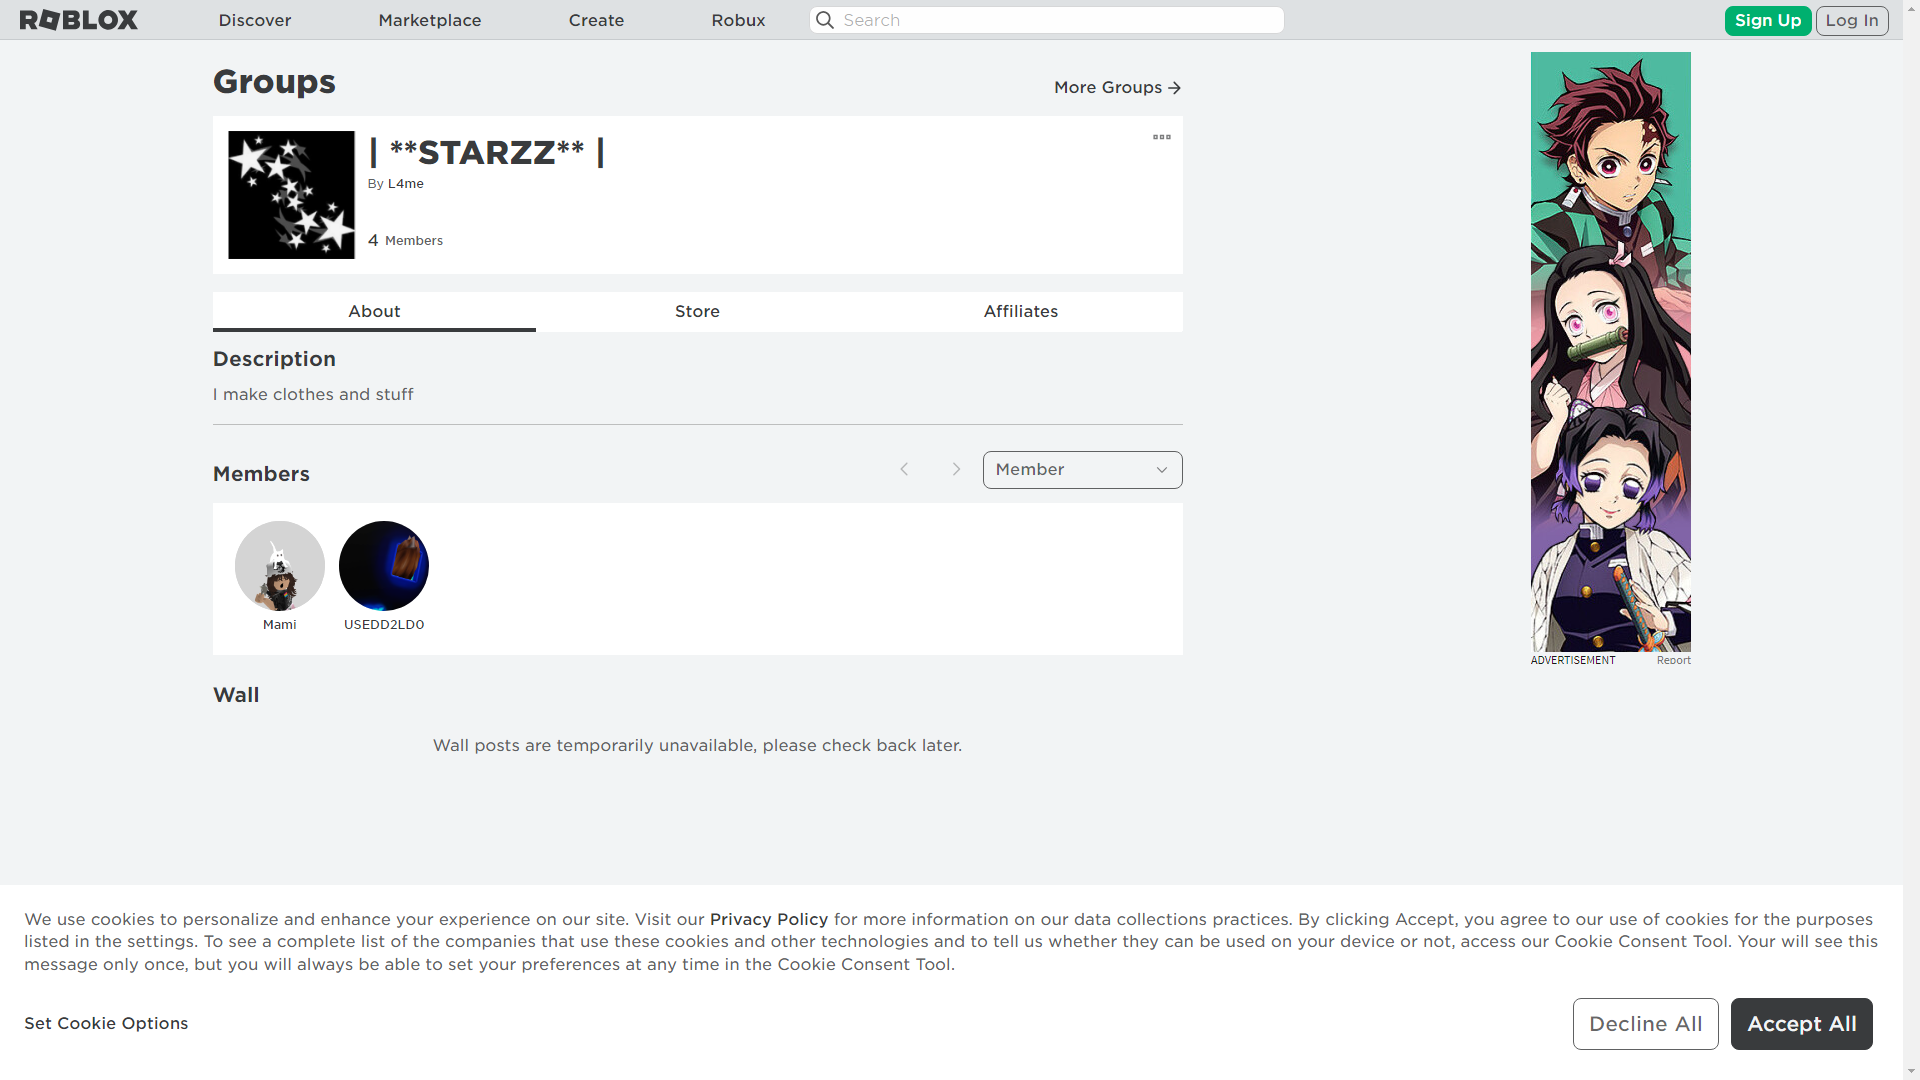 ROBLOX
Discover
Marketplace
Create
Robux
Search
Sign Up
Log In
Groups
More Groups
| **STARZZ** |
By L4me
4 Members
About
Store
Affiliates
Description
I make clothes and stuff
Members
Member
Mami
USEDD2LD0
ADVERTISEMENT
Report
Wall
Wall posts are temporarily unavailable, please check back later.
We use cookies to personalize and enhance your experience on our site. Visit our Privacy Policy for more information on our data collections practices. By clicking Accept, you agree to our use of cookies for the purposes
listed in the settings. To see a complete list of the companies that use these cookies and other technologies and to tell us whether they can be used on your device or not, access our Cookie Consent Tool. Your will see this
message only once, but you will always be able to set your preferences at any time in the Cookie Consent Tool.
Set Cookie Options
Decline All
Accept All